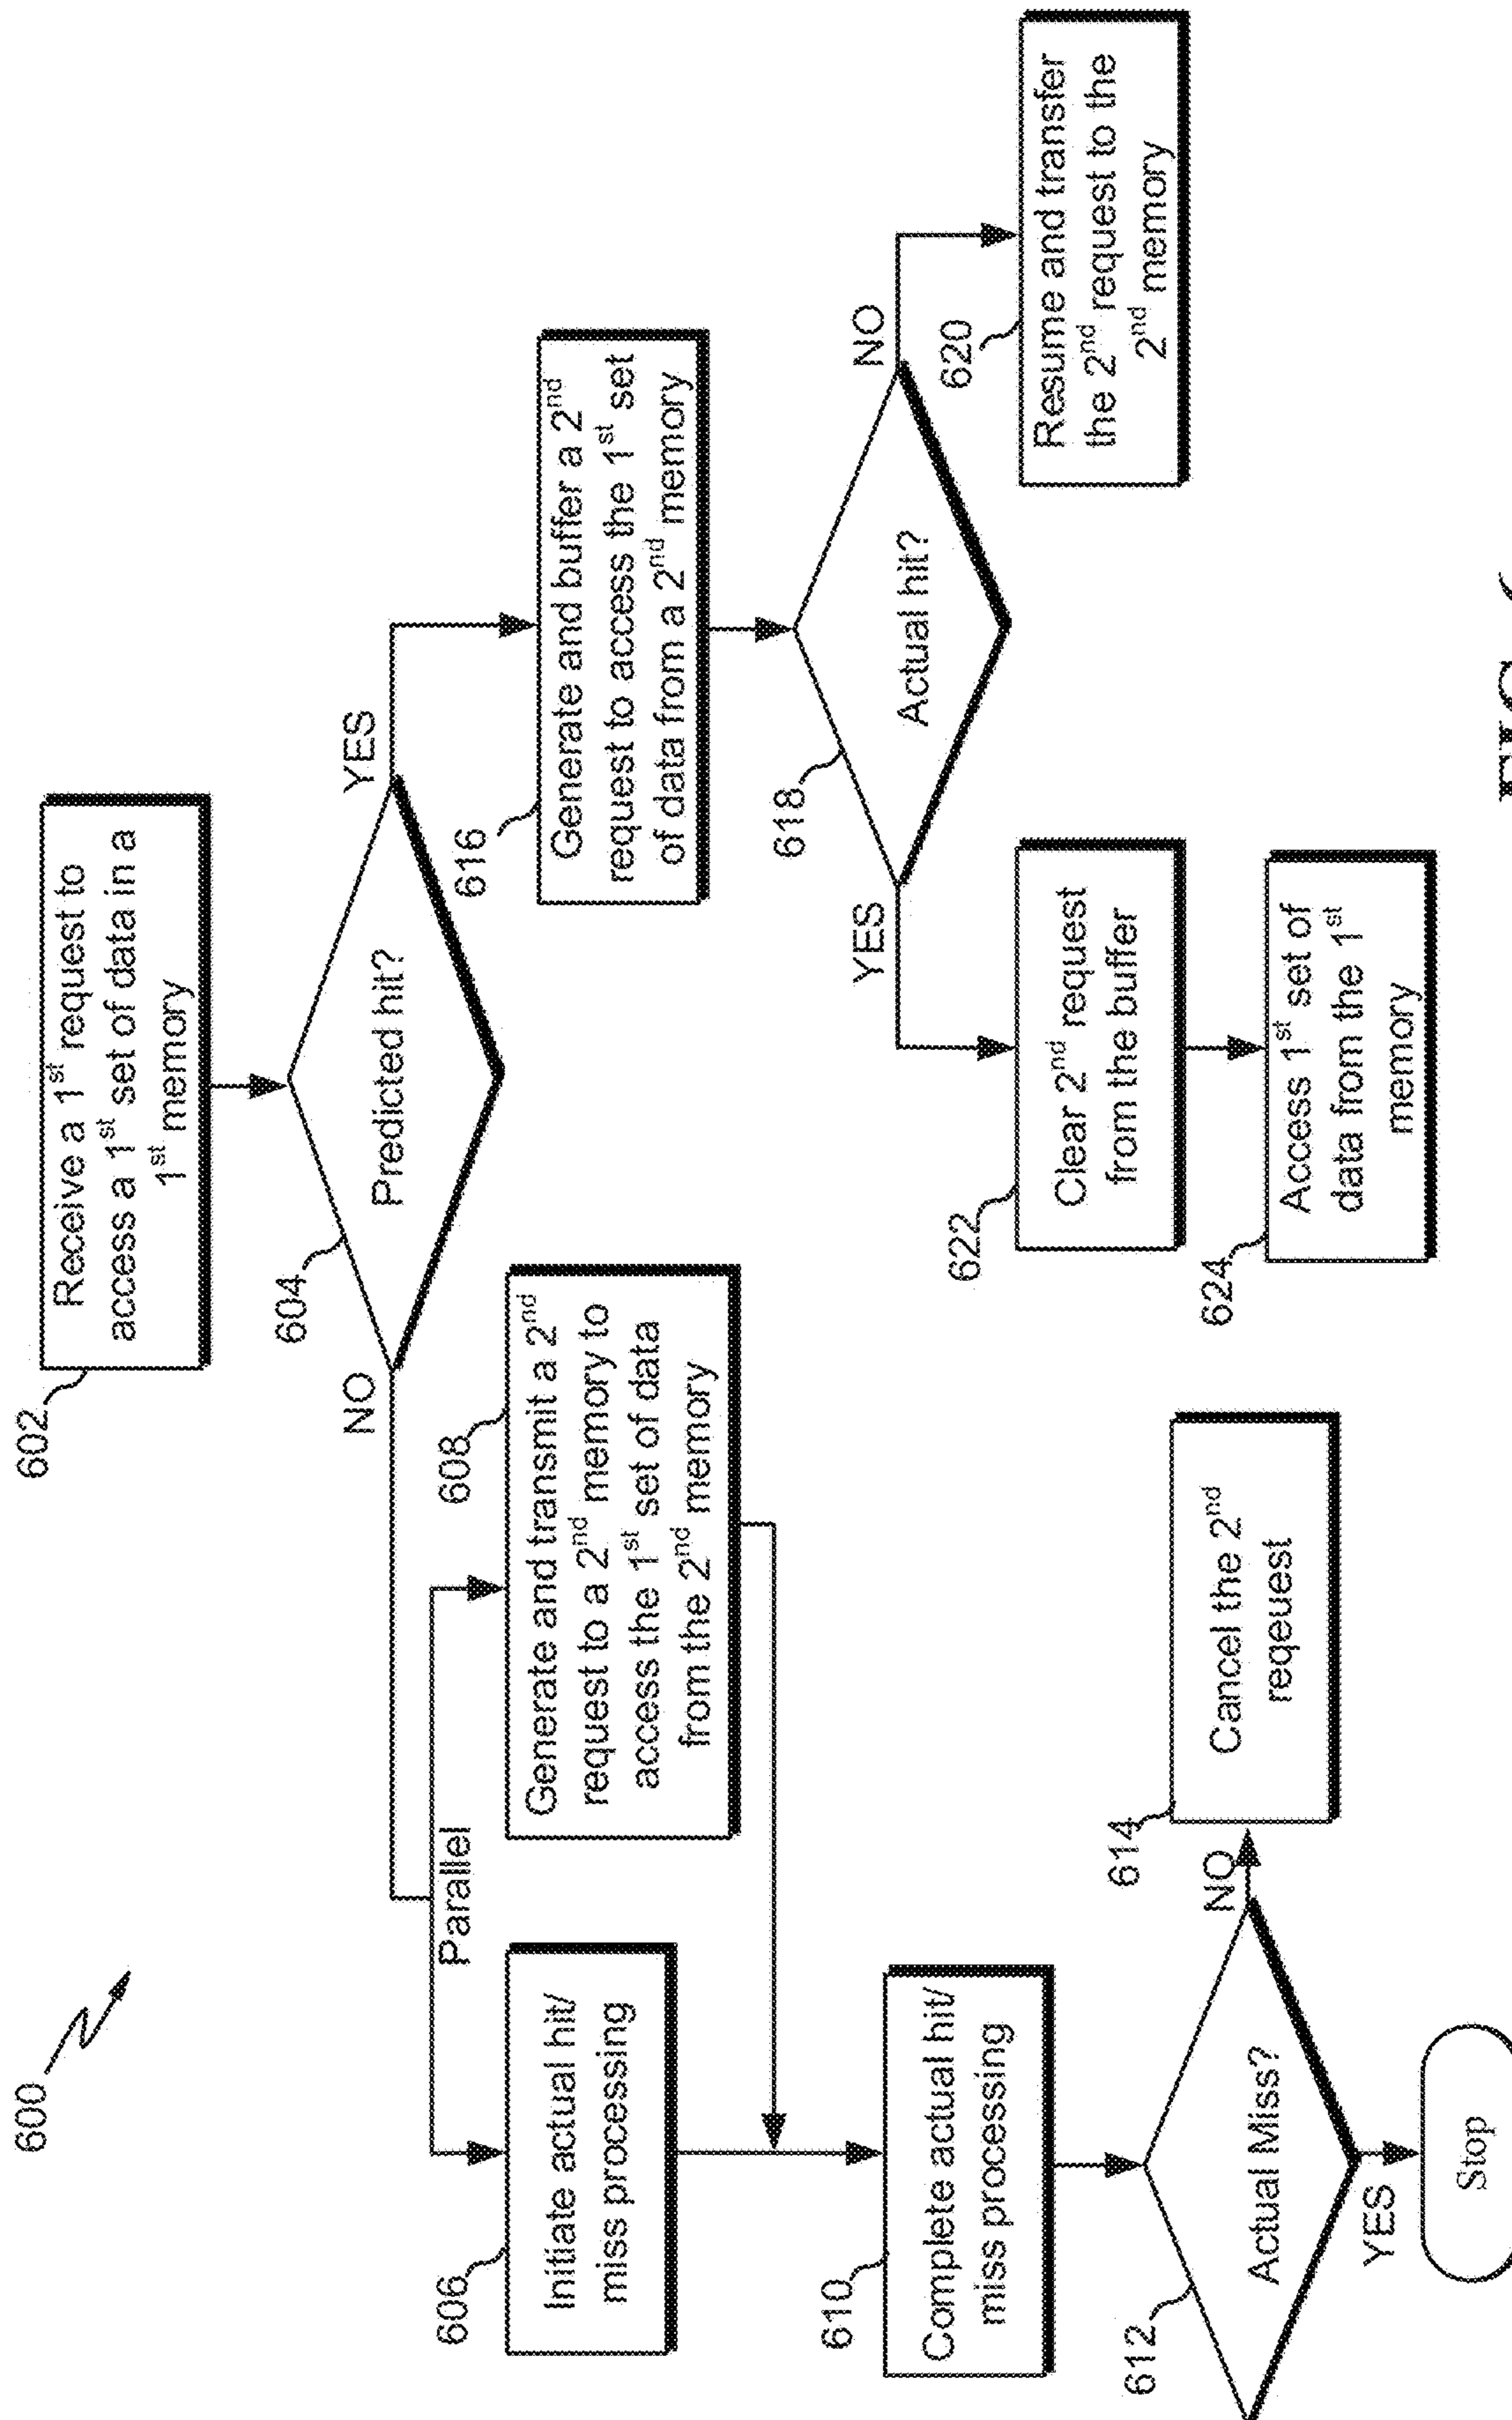 600
602
Receive a 1st request to
access a 1st set of data in a
1st memory
604
Predicted hit?
NO
YES
Parallel
606
Initiate actual hit/
miss processing
608
Generate and transmit a 2nd
request to a 2nd memory to
access the 1st set of data
from the 2nd memory
616
Generate and buffer a 2nd
request to access the 1st set
of data from a 2nd memory
610
Complete actual hit/
miss processing
618
Actual hit?
YES
NO
612
Actual Miss?
NO
YES
614
Cancel the 2nd
reqeuest
Stop
622
Clear 2nd request
from the buffer
620
Resume and transfer
the 2nd request to the
2nd memory
624
Access 1st set of
data from the 1st
memory